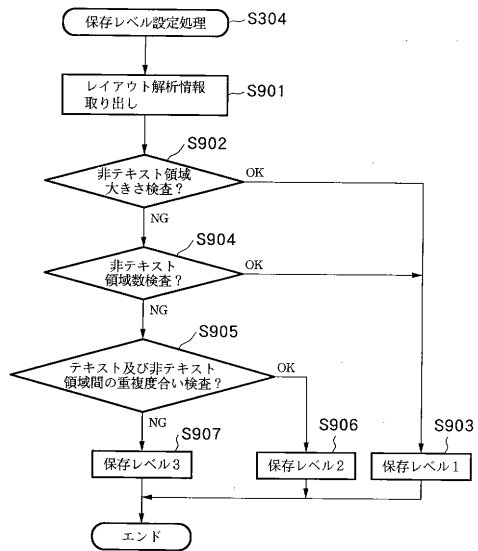 保存レベル設定処理
S304
レイアウト解析情報
取り出し
S901
S902
非テキスト領域
大きさ検査?
OK
NG
S904
非テキスト
領域数検査?
OK
NG
S905
テキスト及び非テキスト
領域間の重複度合い検査?
OK
NG
S907
保存レベル3
S906
保存レベル2
S903
保存レベル1
エンド